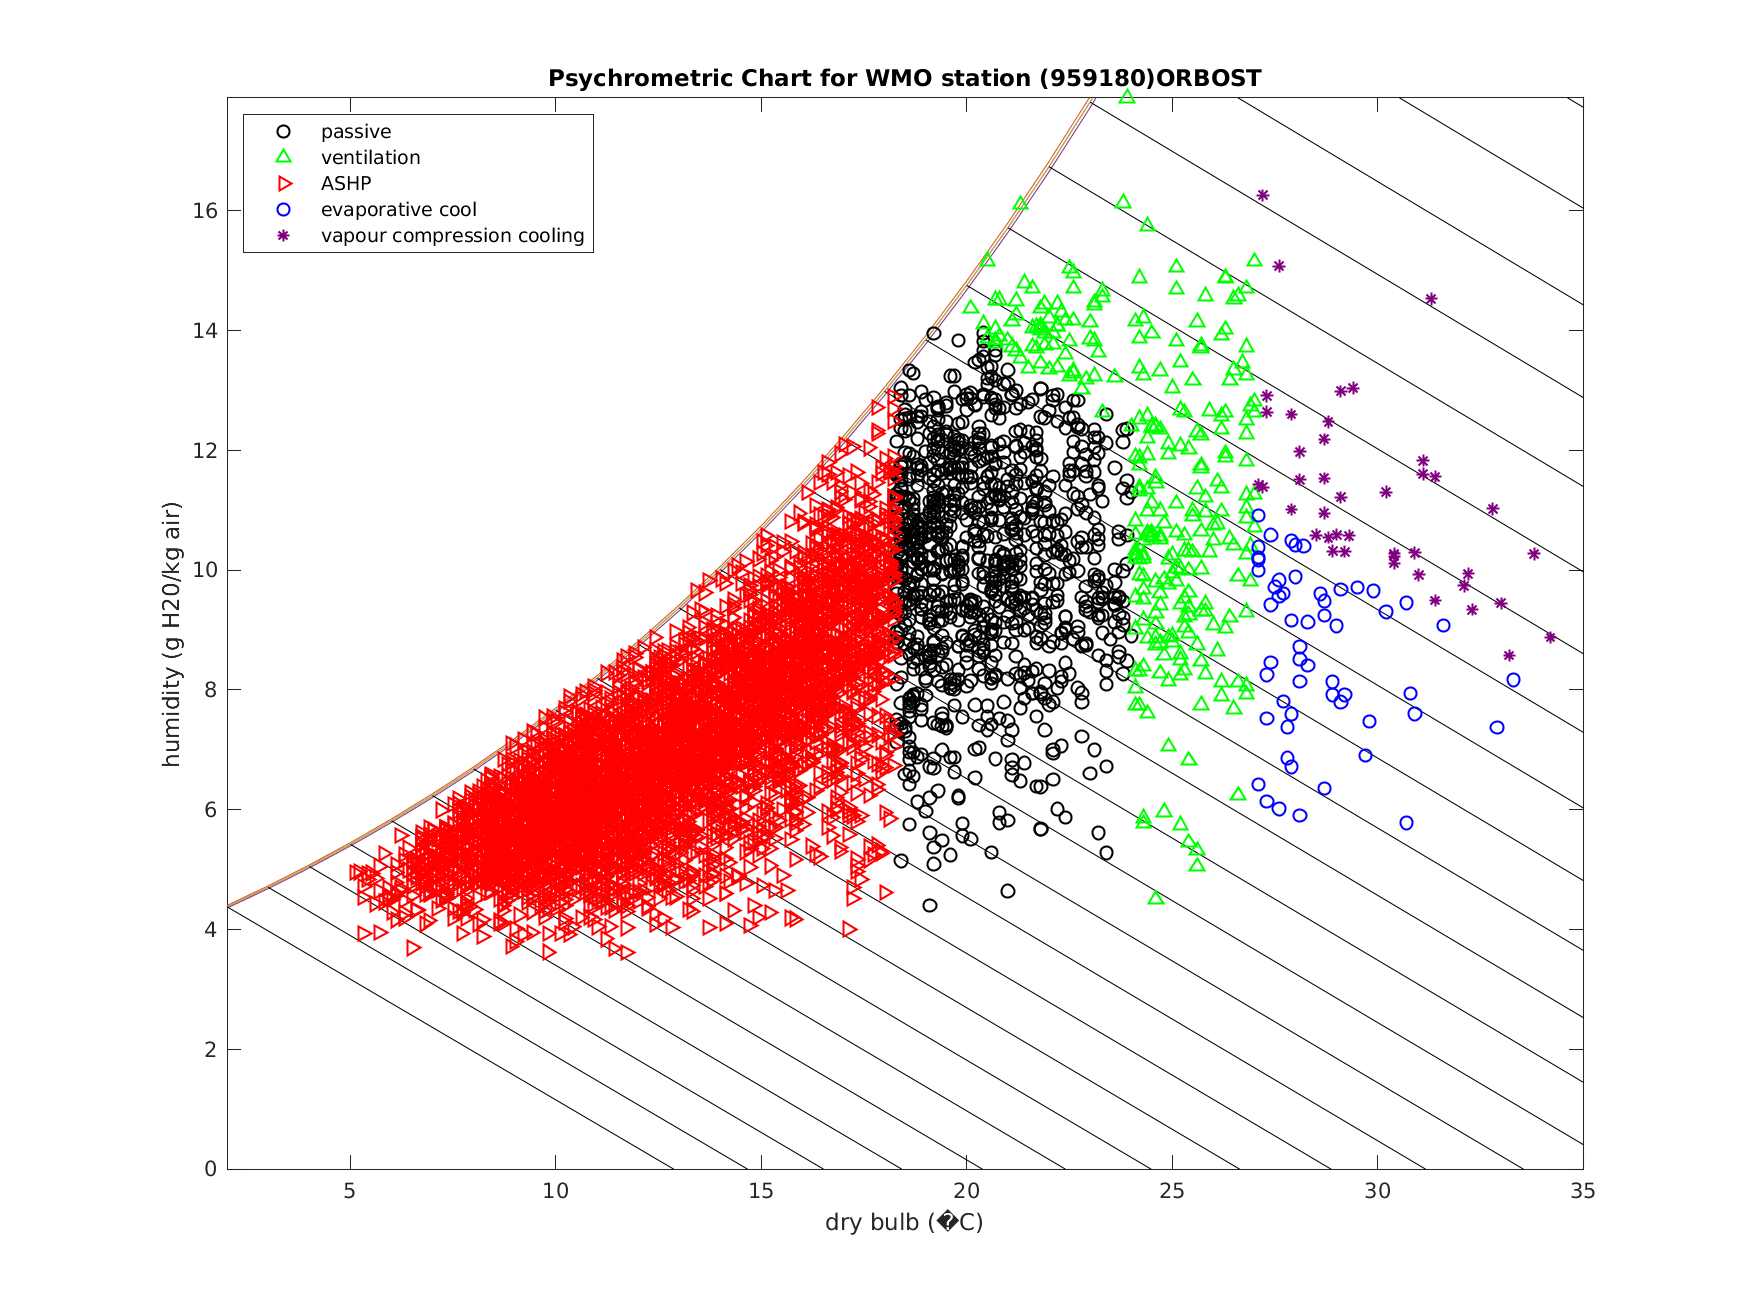 Psychrometric Chart for WMO station (959180)ORBOST
passive
ventilation
ASHP
evaporative cool
vapour compression cooling
humidity (g H20/kg air)
16
14
12
10
8
6
4
2
0
5 10 15 20 25 30 35
dry bulb (�C)